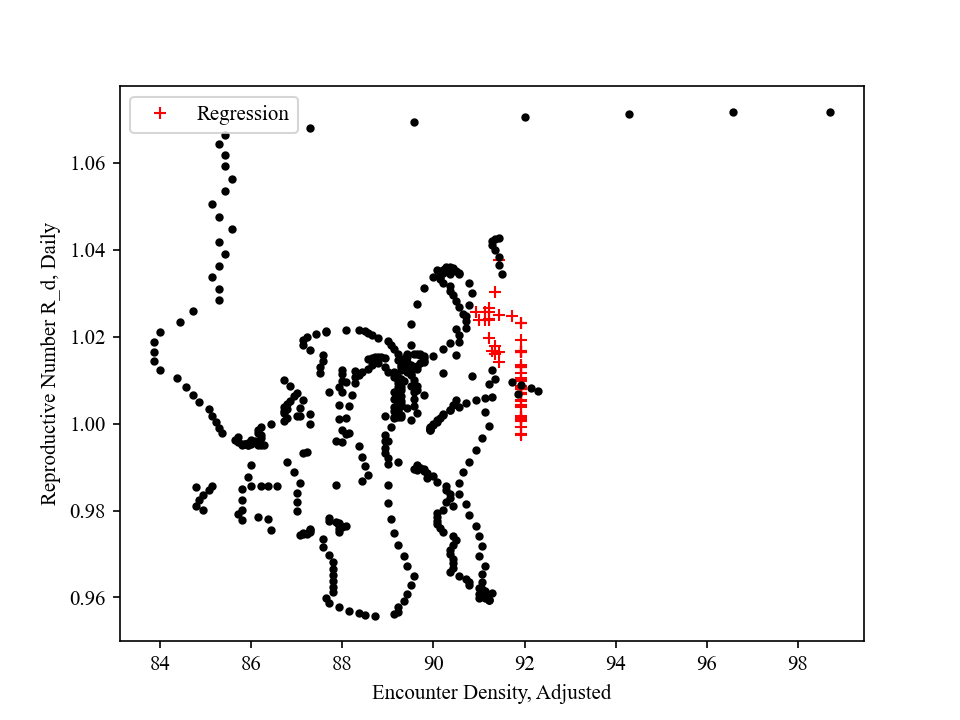 Regression
1.06
1.04
1.02
1.00
0.98
0.96
Reproductive Number R_d, Daily
84 86 88 90 92 94 96 98
Encounter Density, Adjusted